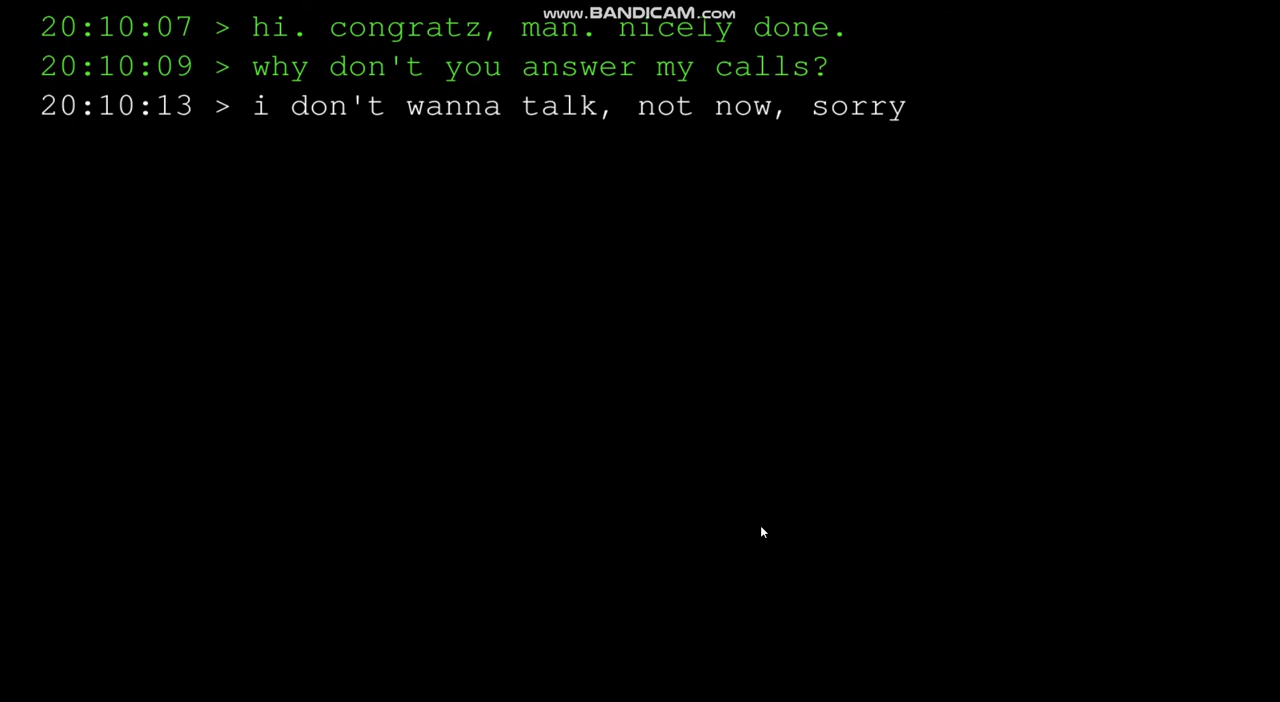 www.BANDICAM.com
20:10:07 > hi. congratz, man. nicely done.
20:10:09 > why don't you answer my calls?
20:10:13 > i don't wanna talk, not now, sorry